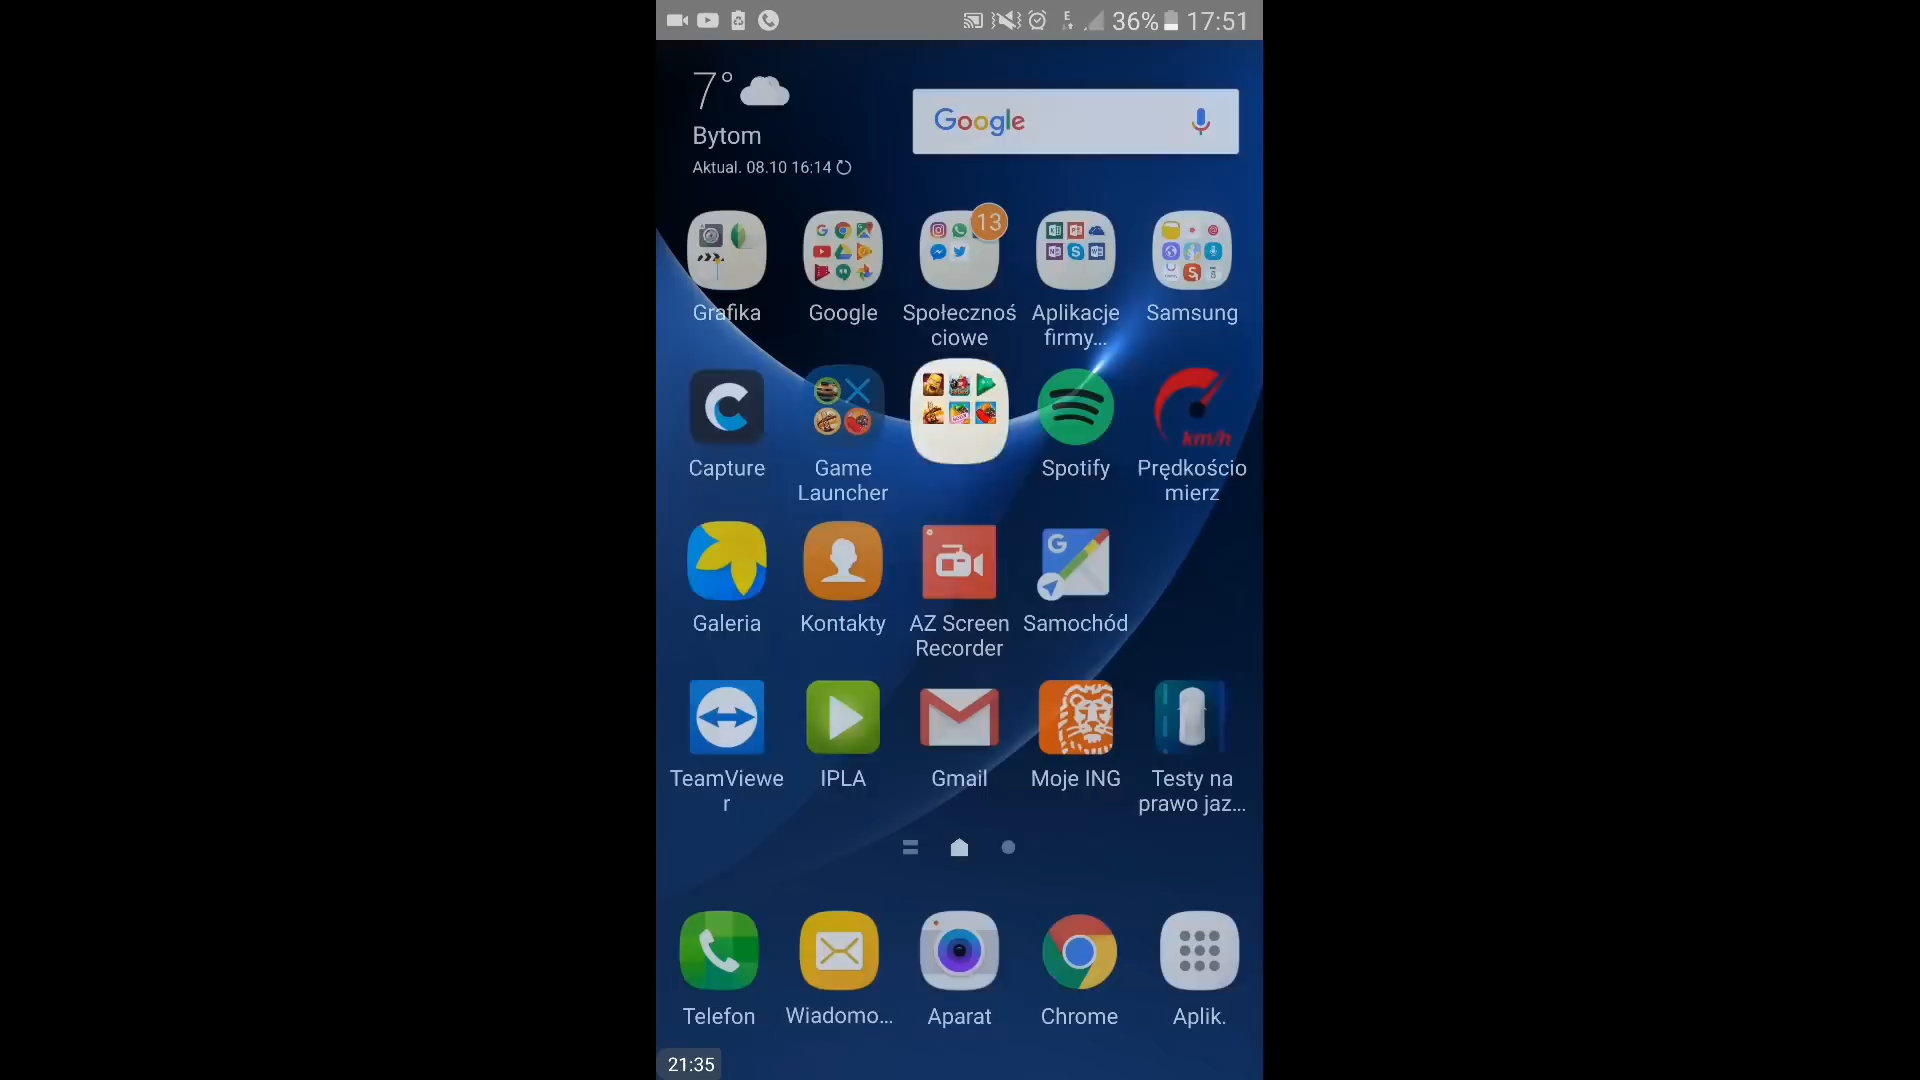 36% 17:51
7°
Google
Bytom
Aktual. 08.10 16:14
13
Grafika Google Społecznoś Aplikacje Samsung
ciowe firmy...
km/h
Capture Game Spotify Prędkościo
Launcher mierz
G
Galeria Kontakty AZ Screen Samochód
Recorder
TeamViewe IPLA Gmail Moje ING Testy na
r prawo jaz...
Telefon Wiadomo... Aparat Chrome Aplik.
21:35